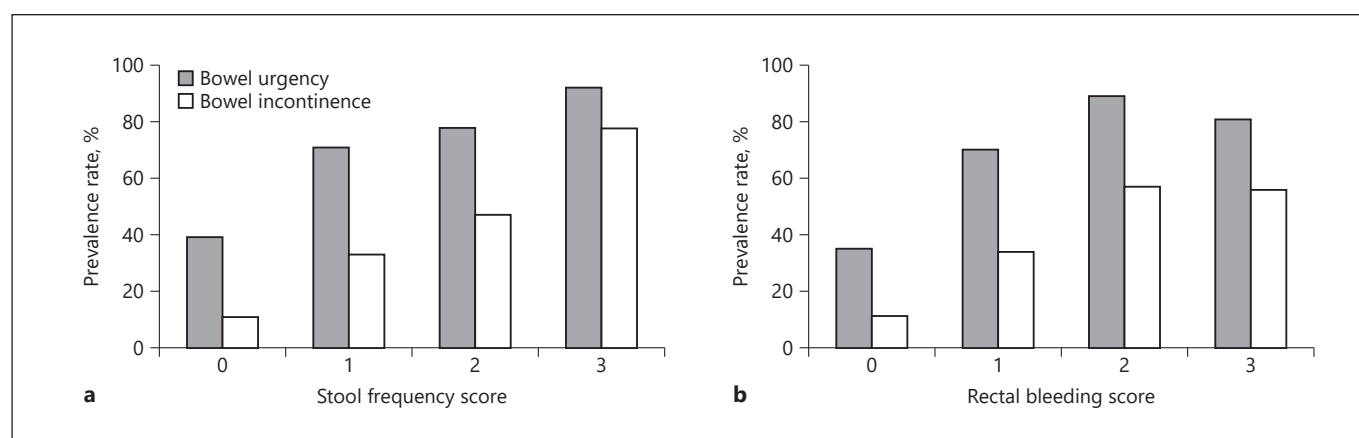 Prevalence rate, %
100
80
60
40
20
0
Bowel urgency
Bowel incontinence
0 1 2 3
a
Stool frequency score
Prevalence rate, %
100
80
60
40
20
0
0 1 2 3
b
Rectal bleeding score